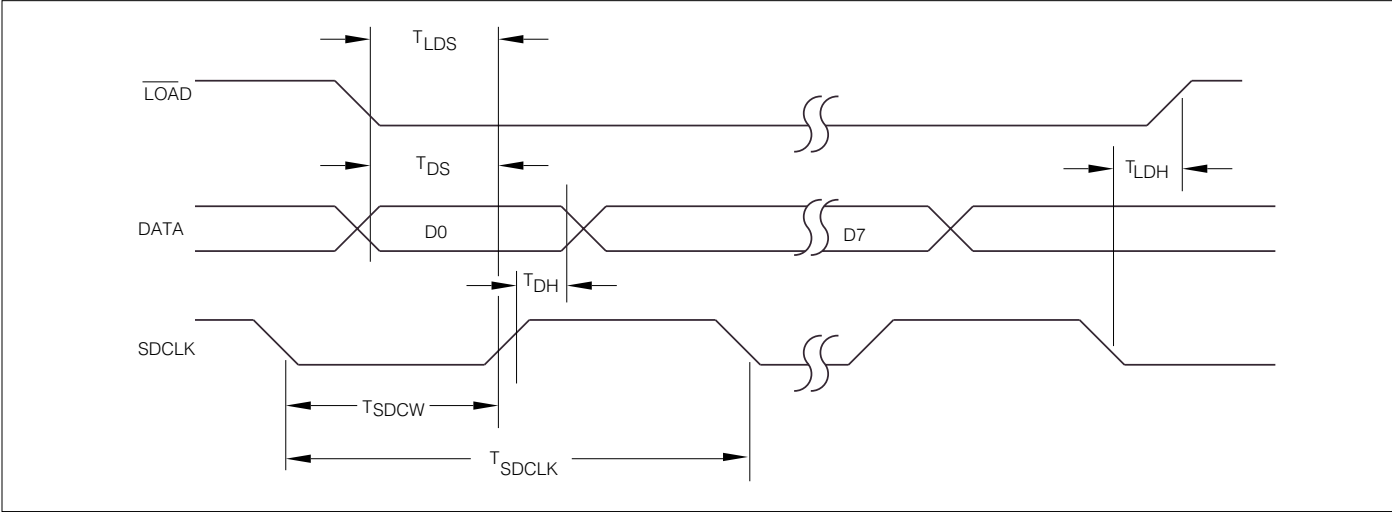 TLDS
LOAD
TDS
TLDH
DATA
D0
D7
TDH
SDCLK
TSDCW
TSDCLK